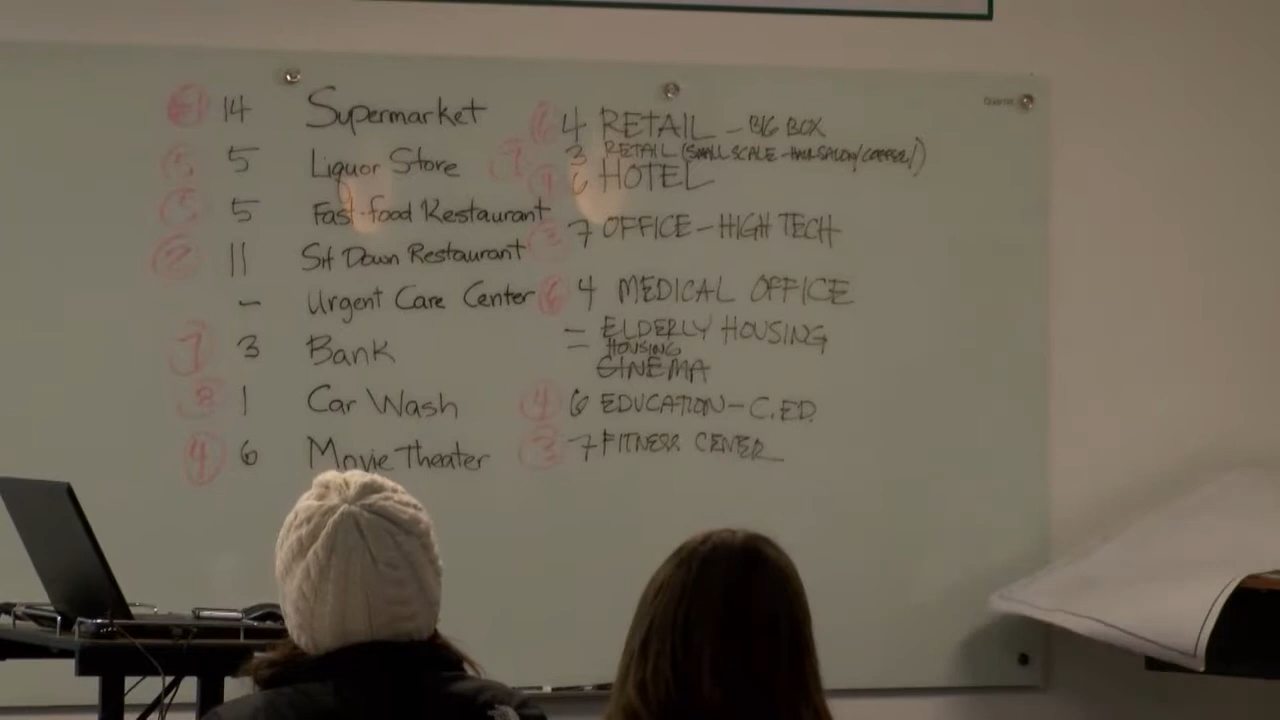 ① 14 Supermarket
⑤ 5 Liquor Store
⑤ 5 Fast-food Restaurant
② 11 Sit Down Restaurant
- Urgent Care Center
⑦ 3 Bank
⑧ 1 Car Wash
④ 6 Movie Theater
⑥ 4 RETAIL - BIG BOX
⑦ 3 RETAIL (SMALL SCALE - HAIR SALON/COFFEE/)
④ 6 HOTEL
③ 7 OFFICE - HIGH TECH
⑥ 4 MEDICAL OFFICE
- ELDERLY HOUSING
- HOUSING
CINEMA
④ 6 EDUCATION - C.ED.
③ 7 FITNESS CENTER
Quartet